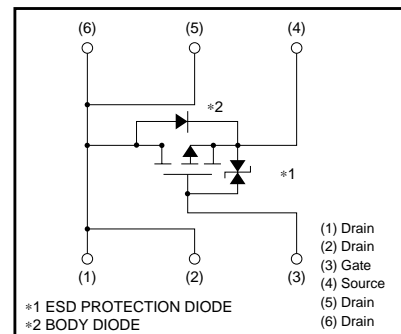 (6) (5) (4)
∗2
∗1
(1) Drain
(2) Drain
(3) Gate
(4) Source
(5) Drain
(6) Drain
(1) (2) (3)
∗1 ESD PROTECTION DIODE
∗2 BODY DIODE